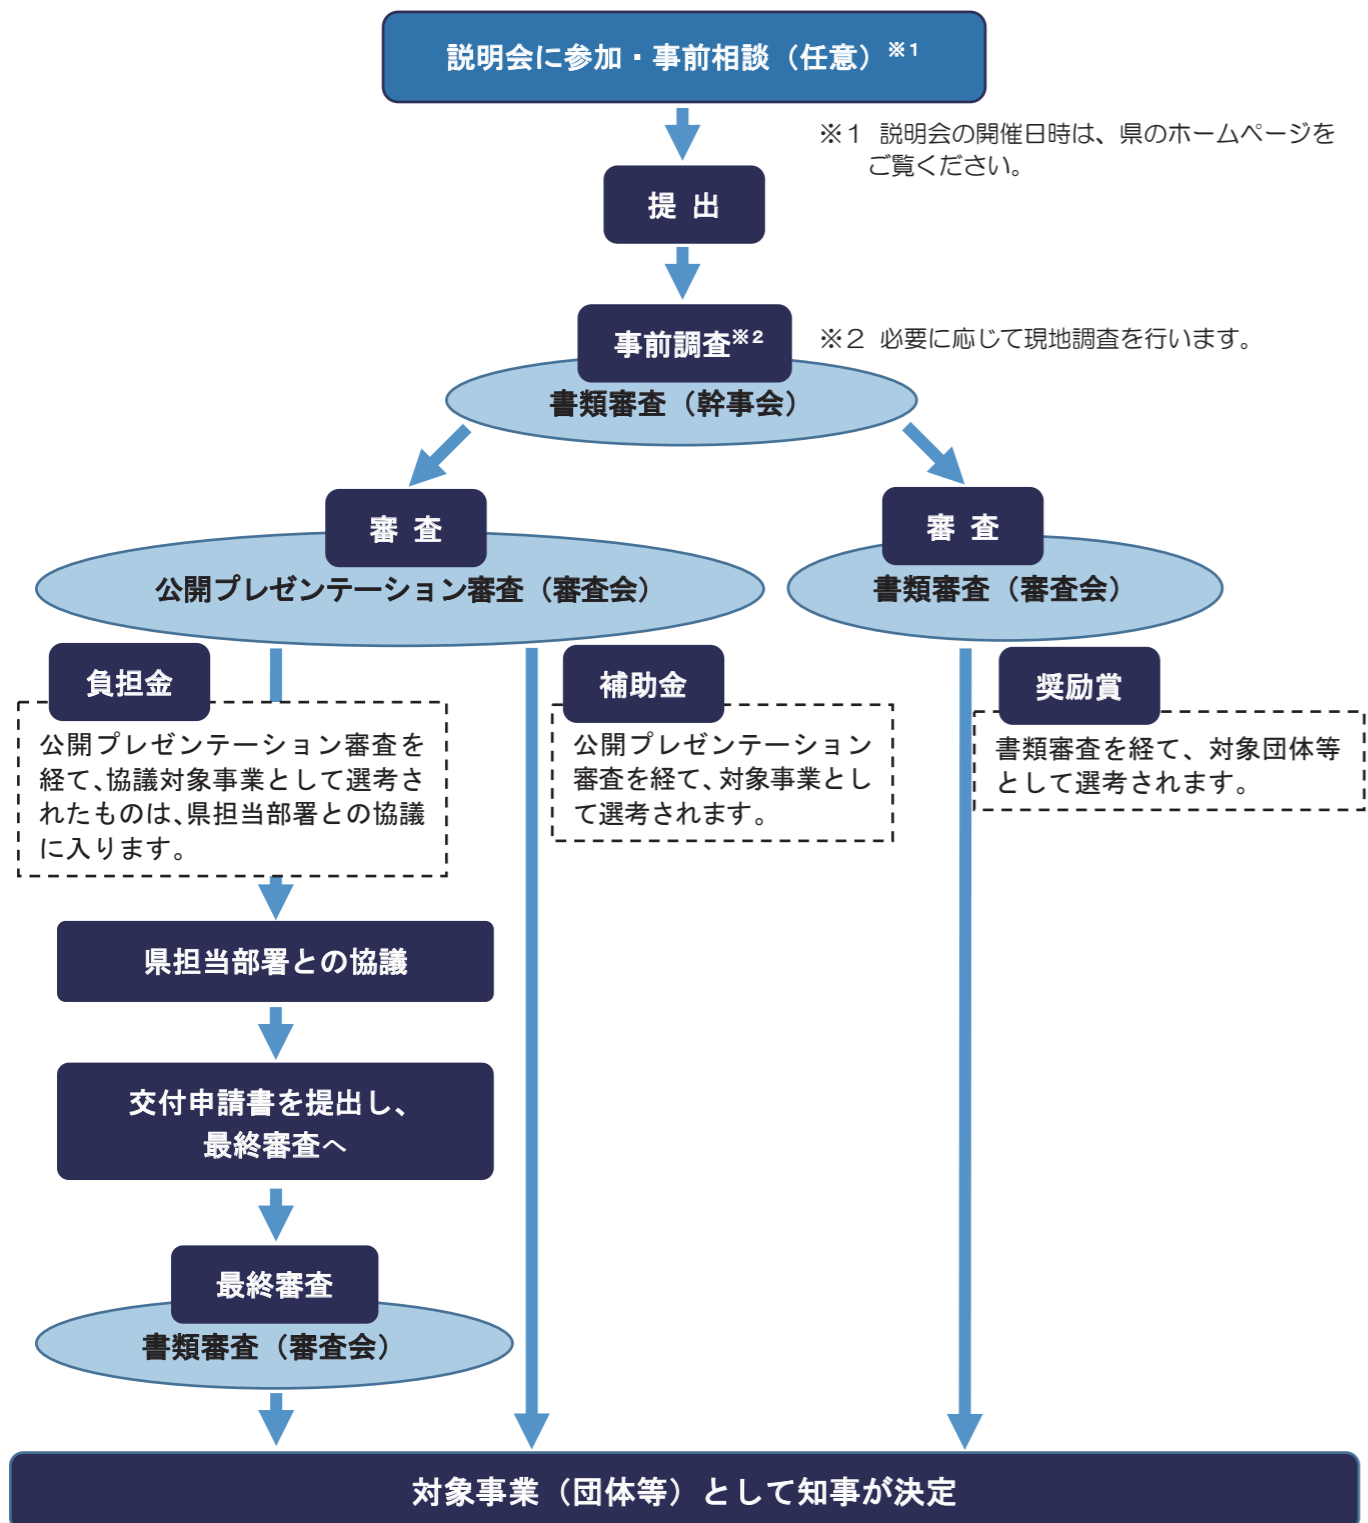 説明会に参加・事前相談（任意）※1
※１ 説明会の開催日時は、県のホームページを
ご覧ください。
提 出
事前調査※2
※２ 必要に応じて現地調査を行います。
書類審査（幹事会）
審 査
公開プレゼンテーション審査（審査会）
審 査
書類審査（審査会）
負担金
公開プレゼンテーション審査を
経て、協議対象事業として選考さ
れたものは、県担当部署との協議
に入ります。
補助金
公開プレゼンテーション
審査を経て、対象事業とし
て選考されます。
奨励賞
書類審査を経て、対象団体等
として選考されます。
県担当部署との協議
交付申請書を提出し、
最終審査へ
最終審査
書類審査（審査会）
対象事業（団体等）として知事が決定